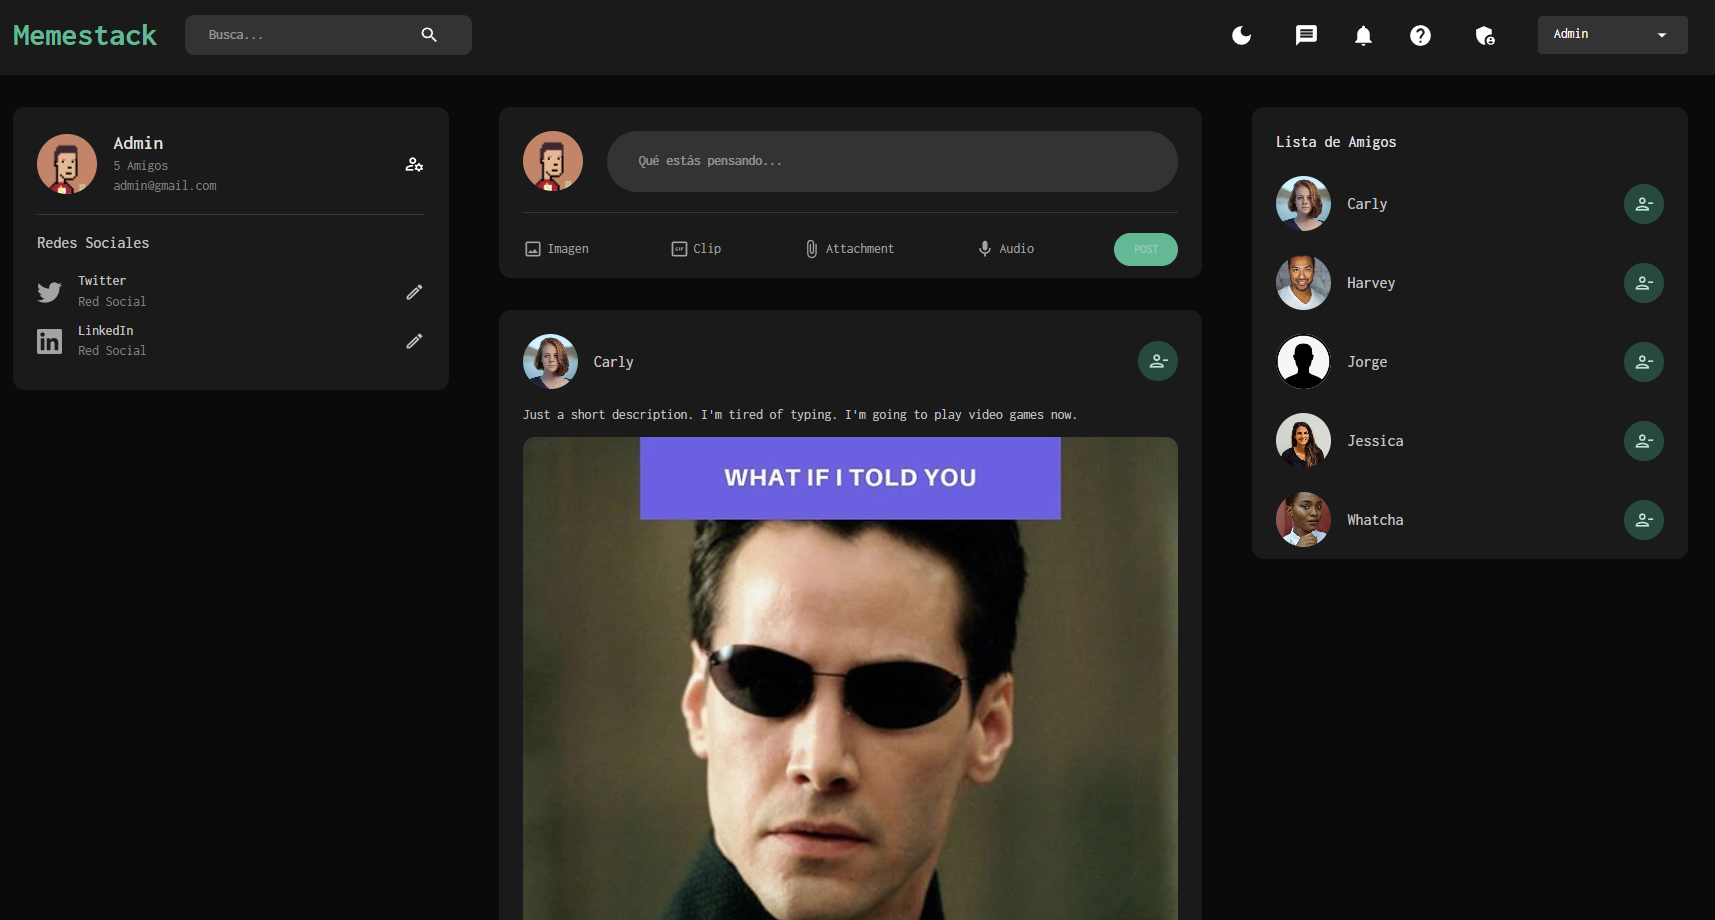 Memestack
Busca...
Admin
Admin
5 Amigos
admin@gmail.com
Redes Sociales
Twitter
Red Social
LinkedIn
Red Social
Qué estás pensando...
Imagen
GIF
Clip
Attachment
Audio
POST
Carly
Just a short description. I'm tired of typing. I'm going to play video games now.
WHAT IF I TOLD YOU
Lista de Amigos
Carly
Harvey
Jorge
Jessica
Whatcha